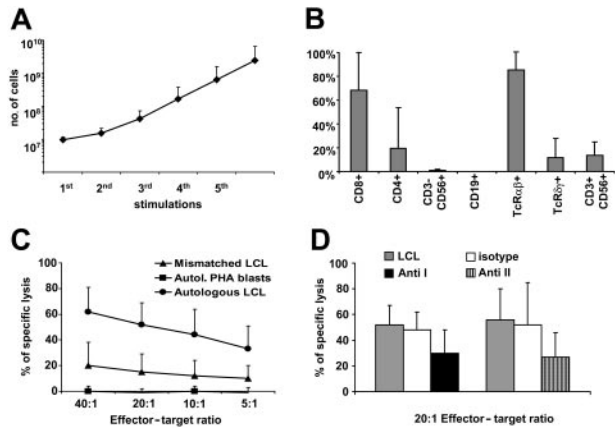 A
no. of cells
10^10
10^9
10^8
10^7
1st
2nd
3rd
4th
5th
stimulations
B
100%
80%
60%
40%
20%
0%
CD8+
CD4+
CD3-
CD56+
CD19+
TcRαβ+
TcRδγ+
CD3+
CD56+
C
% of specific lysis
100
80
60
40
20
0
Mismatched LCL
Autol. PHA blasts
Autologous LCL
40:1
20:1
10:1
5:1
Effector–target ratio
D
% of specific lysis
100
80
60
40
20
0
LCL
isotype
Anti I
Anti II
20:1 Effector–target ratio